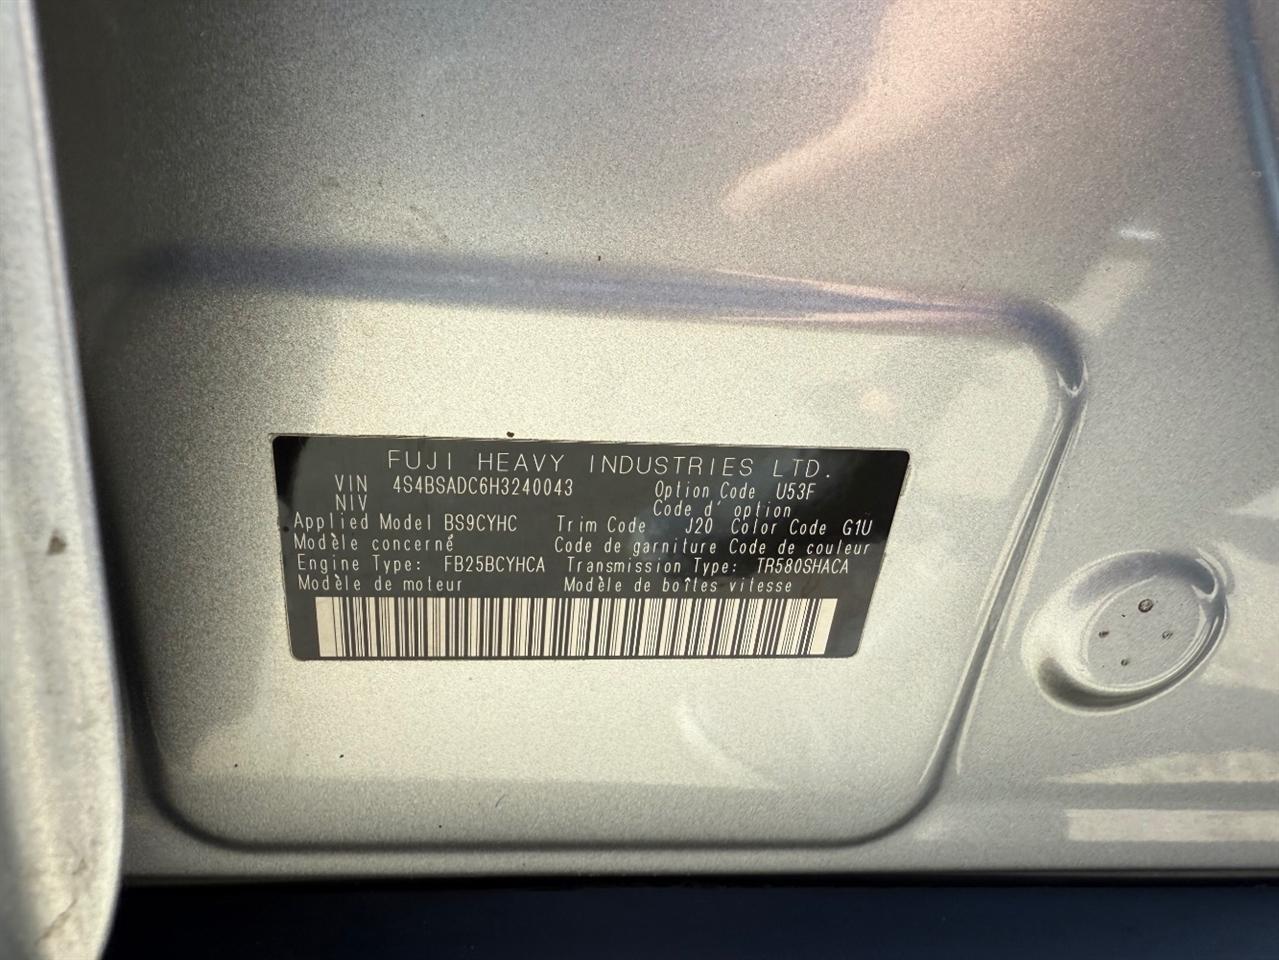 FUJI HEAVY INDUSTRIES LTD.
VIN 4S4BSADC6H3240043 Option Code U53F
NIV Code d' option
Applied Model BS9CYHC Trim Code J20 Color Code G1U
Modèle concerné Code de garniture Code de couleur
Engine Type: FB25BCYHCA Transmission Type: TR580SHACA
Modèle de moteur Modèle de boîtes vitesse